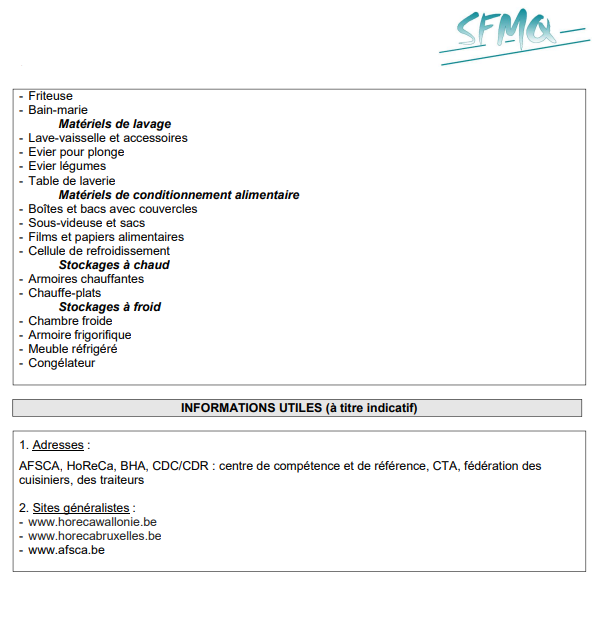 SFMQ
- Friteuse
- Bain-marie
Matériels de lavage
- Lave-vaisselle et accessoires
- Evier pour plonge
- Evier légumes
- Table de laverie
Matériels de conditionnement alimentaire
- Boîtes et bacs avec couvercles
- Sous-videuse et sacs
- Films et papiers alimentaires
- Cellule de refroidissement
Stockages à chaud
- Armoires chauffantes
- Chauffe-plats
Stockages à froid
- Chambre froide
- Armoire frigorifique
- Meuble réfrigéré
- Congélateur
INFORMATIONS UTILES (à titre indicatif)
1. Adresses :
AFSCA, HoReCa, BHA, CDC/CDR : centre de compétence et de référence, CTA, fédération des
cuisiniers, des traiteurs
2. Sites généralistes :
- www.horecawallonie.be
- www.horecabruxelles.be
- www.afsca.be